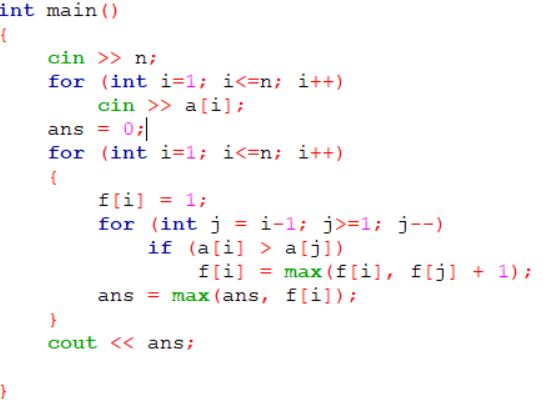 int main()
{
    cin >> n;
    for (int i=1; i<=n; i++)
        cin >> a[i];
    ans = 0;
    for (int i=1; i<=n; i++)
    {
        f[i] = 1;
        for (int j = i-1; j>=1; j--)
            if (a[i] > a[j])
                f[i] = max(f[i], f[j] + 1);
        ans = max(ans, f[i]);
    }
    cout << ans;

}